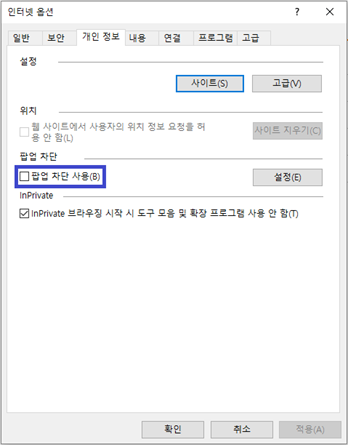 인터넷 옵션
일반 보안 개인 정보 내용 연결 프로그램 고급
설정
사이트(S) 고급(V)
위치
웹 사이트에서 사용자의 위치 정보 요청을 허
용 안 함(L)
사이트 지우기(C)
팝업 차단
팝업 차단 사용(B) 설정(E)
InPrivate
InPrivate 브라우징 시작 시 도구 모음 및 확장 프로그램 사용 안 함(T)
확인 취소 적용(A)